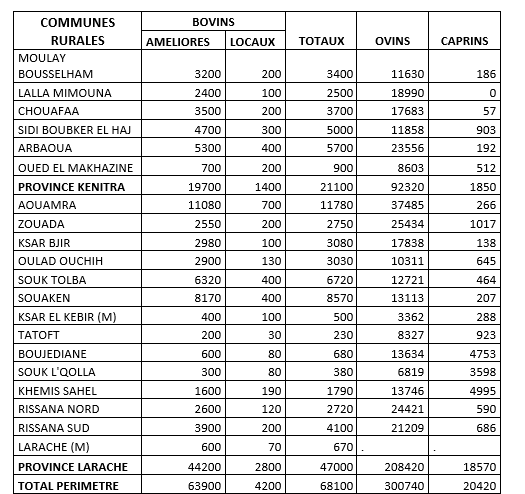 COMMUNES RURALES BOVINS TOTAUX OVINS CAPRINS
AMELIORES LOCAUX
MOULAY
BOUSSELHAM 3200 200 3400 11630 186
LALLA MIMOUNA 2400 100 2500 18990 0
CHOUAFAA 3500 200 3700 17683 57
SIDI BOUBKER EL HAJ 4700 300 5000 11858 903
ARBAOUA 5300 400 5700 23556 192
OUED EL MAKHAZINE 700 200 900 8603 512
PROVINCE KENITRA 19700 1400 21100 92320 1850
AOUAMRA 11080 700 11780 37485 266
ZOUADA 2550 200 2750 25434 1017
KSAR BJIR 2980 100 3080 17838 138
OULAD OUCHIH 2900 130 3030 10311 645
SOUK TOLBA 6320 400 6720 12721 464
SOUAKEN 8170 400 8570 13113 207
KSAR EL KEBIR (M) 400 100 500 3362 288
TATOFT 200 30 230 8327 923
BOUJEDIANE 600 80 680 13634 4753
SOUK L'QOLLA 300 80 380 6819 3598
KHEMIS SAHEL 1600 190 1790 13746 4995
RISSANA NORD 2600 120 2720 24421 590
RISSANA SUD 3900 200 4100 21209 686
LARACHE (M) 600 70 670 . .
PROVINCE LARACHE 44200 2800 47000 208420 18570
TOTAL PERIMETRE 63900 4200 68100 300740 20420